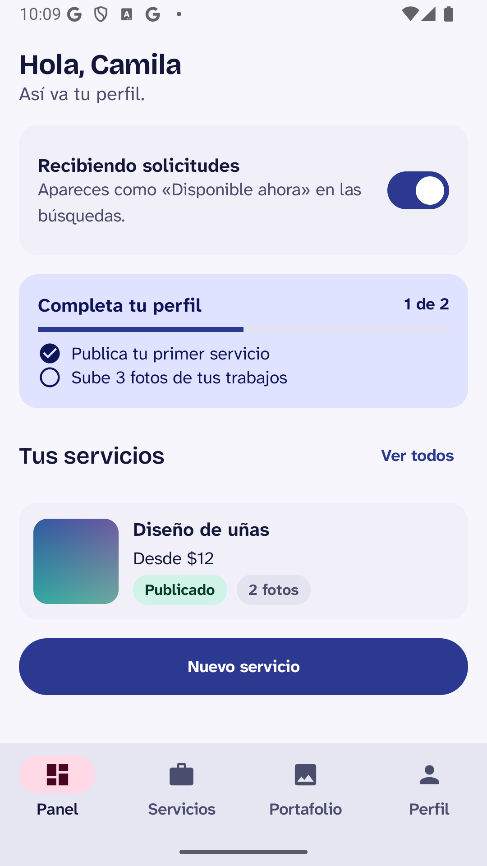 10:09
Hola, Camila
Así va tu perfil.
Recibiendo solicitudes
Apareces como «Disponible ahora» en las
búsquedas.
Completa tu perfil
1 de 2
Publica tu primer servicio
Sube 3 fotos de tus trabajos
Tus servicios
Ver todos
Diseño de uñas
Desde $12
Publicado
2 fotos
Nuevo servicio
Panel
Servicios
Portafolio
Perfil